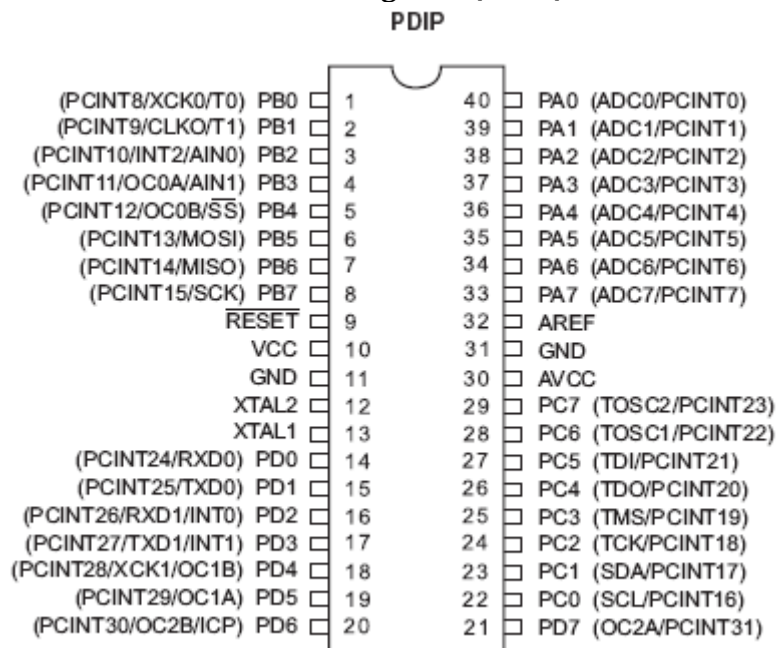 PDIP
(PCINT8/XCK0/T0) PB0 1 40 PA0 (ADC0/PCINT0)
(PCINT9/CLKO/T1) PB1 2 39 PA1 (ADC1/PCINT1)
(PCINT10/INT2/AIN0) PB2 3 38 PA2 (ADC2/PCINT2)
(PCINT11/OC0A/AIN1) PB3 4 37 PA3 (ADC3/PCINT3)
(PCINT12/OC0B/SS) PB4 5 36 PA4 (ADC4/PCINT4)
(PCINT13/MOSI) PB5 6 35 PA5 (ADC5/PCINT5)
(PCINT14/MISO) PB6 7 34 PA6 (ADC6/PCINT6)
(PCINT15/SCK) PB7 8 33 PA7 (ADC7/PCINT7)
RESET 9 32 AREF
VCC 10 31 GND
GND 11 30 AVCC
XTAL2 12 29 PC7 (TOSC2/PCINT23)
XTAL1 13 28 PC6 (TOSC1/PCINT22)
(PCINT24/RXD0) PD0 14 27 PC5 (TDI/PCINT21)
(PCINT25/TXD0) PD1 15 26 PC4 (TDO/PCINT20)
(PCINT26/RXD1/INT0) PD2 16 25 PC3 (TMS/PCINT19)
(PCINT27/TXD1/INT1) PD3 17 24 PC2 (TCK/PCINT18)
(PCINT28/XCK1/OC1B) PD4 18 23 PC1 (SDA/PCINT17)
(PCINT29/OC1A) PD5 19 22 PC0 (SCL/PCINT16)
(PCINT30/OC2B/ICP) PD6 20 21 PD7 (OC2A/PCINT31)